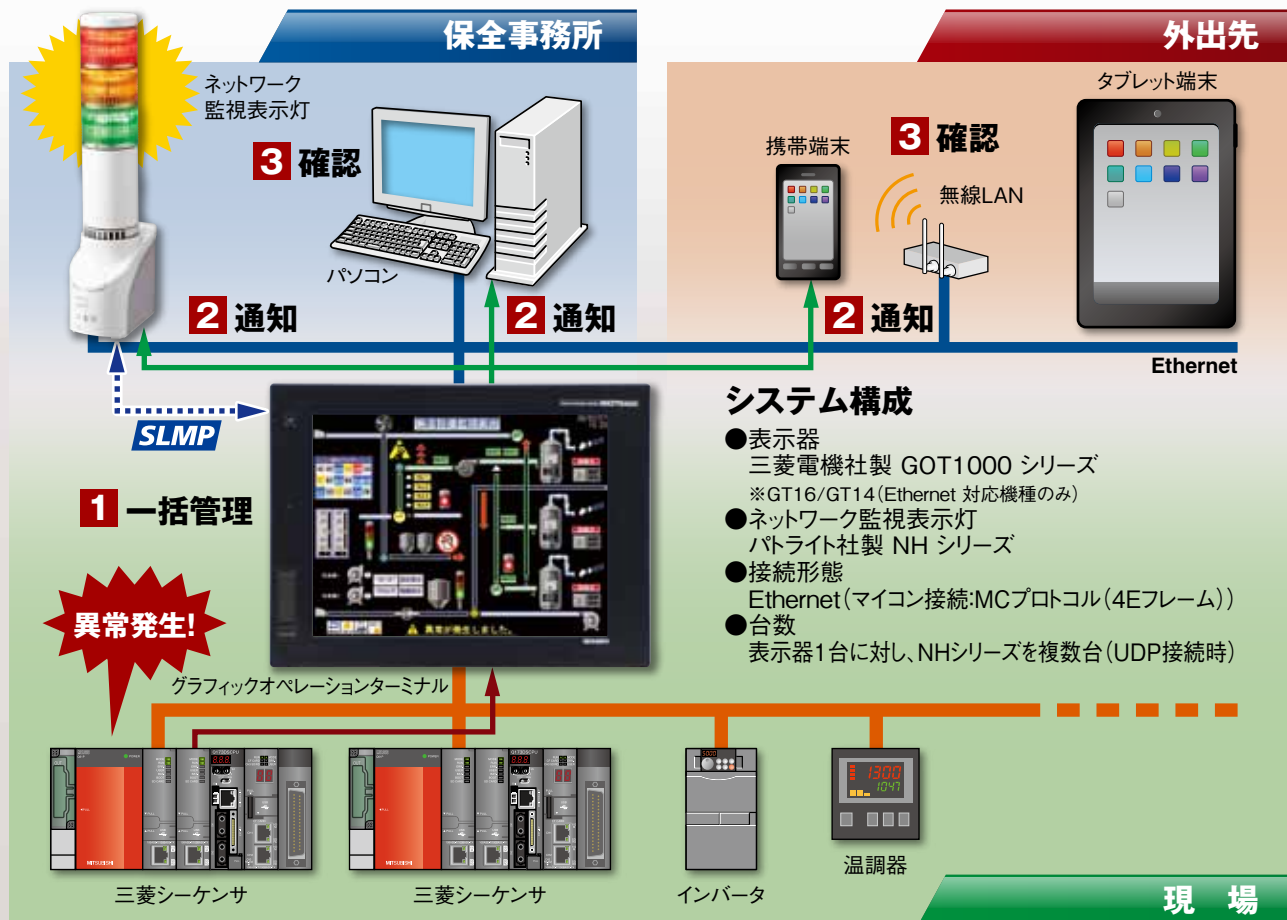 保全事務所
外出先
ネットワーク
監視表示灯
タブレット端末
3 確認
携帯端末
3 確認
無線LAN
パソコン
2 通知
2 通知
2 通知
Ethernet
SLMP
システム構成
●表示器
三菱電機社製 GOT1000 シリーズ
※GT16/GT14(Ethernet 対応機種のみ)
●ネットワーク監視表示灯
パトライト社製 NH シリーズ
●接続形態
Ethernet(マイコン接続:MCプロトコル(4Eフレーム))
●台数
表示器1台に対し、NHシリーズを複数台(UDP接続時)
1 一括管理
異常が発生しました。
異常発生!
グラフィックオペレーションターミナル
MITSUBISHI
MITSUBISHI
1300
1047
三菱シーケンサ
三菱シーケンサ
インバータ
温調器
現 場